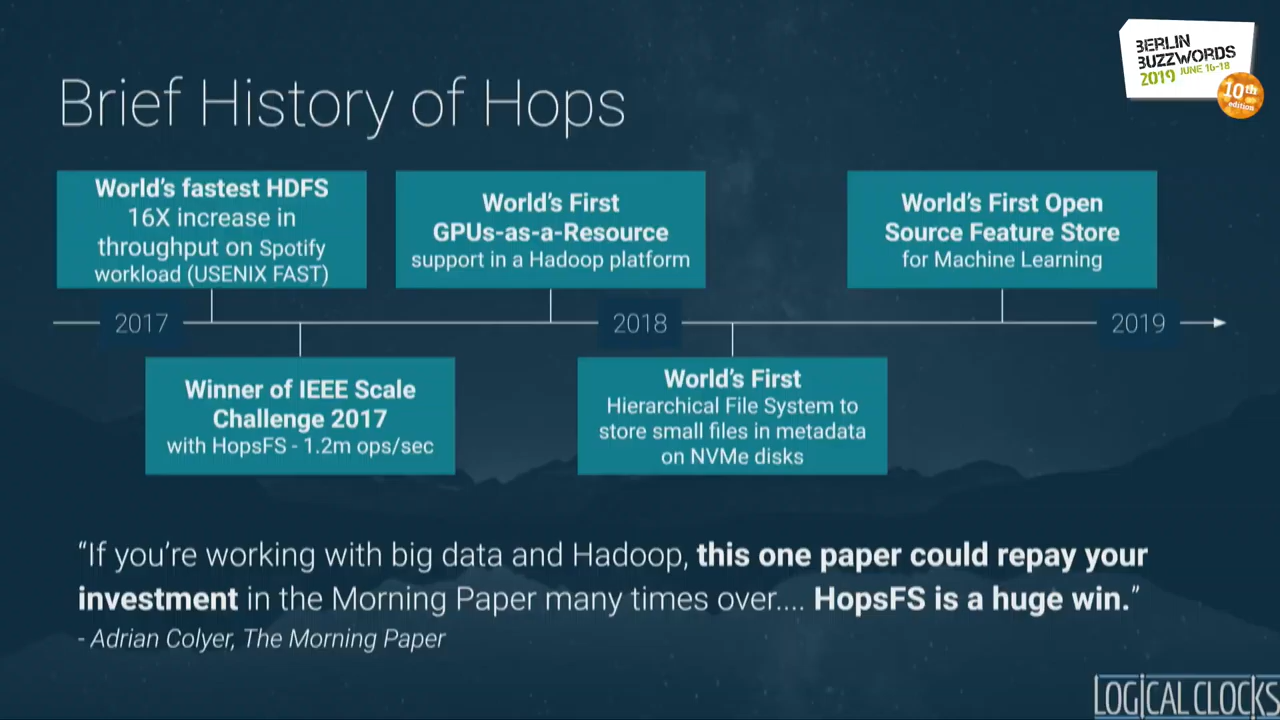 BERLIN
BUZZWORDS
2019 JUNE 16-18
10th
edition
Brief History of Hops
World's fastest HDFS
16X increase in
throughput on Spotify
workload (USENIX FAST)
World's First
GPUs-as-a-Resource
support in a Hadoop platform
World's First Open
Source Feature Store
for Machine Learning
2017
2018
2019
Winner of IEEE Scale
Challenge 2017
with HopsFS - 1.2m ops/sec
World's First
Hierarchical File System to
store small files in metadata
on NVMe disks
“If you're working with big data and Hadoop, this one paper could repay your
investment in the Morning Paper many times over.... HopsFS is a huge win.”
- Adrian Colyer, The Morning Paper
LOGICAL CLOCKS